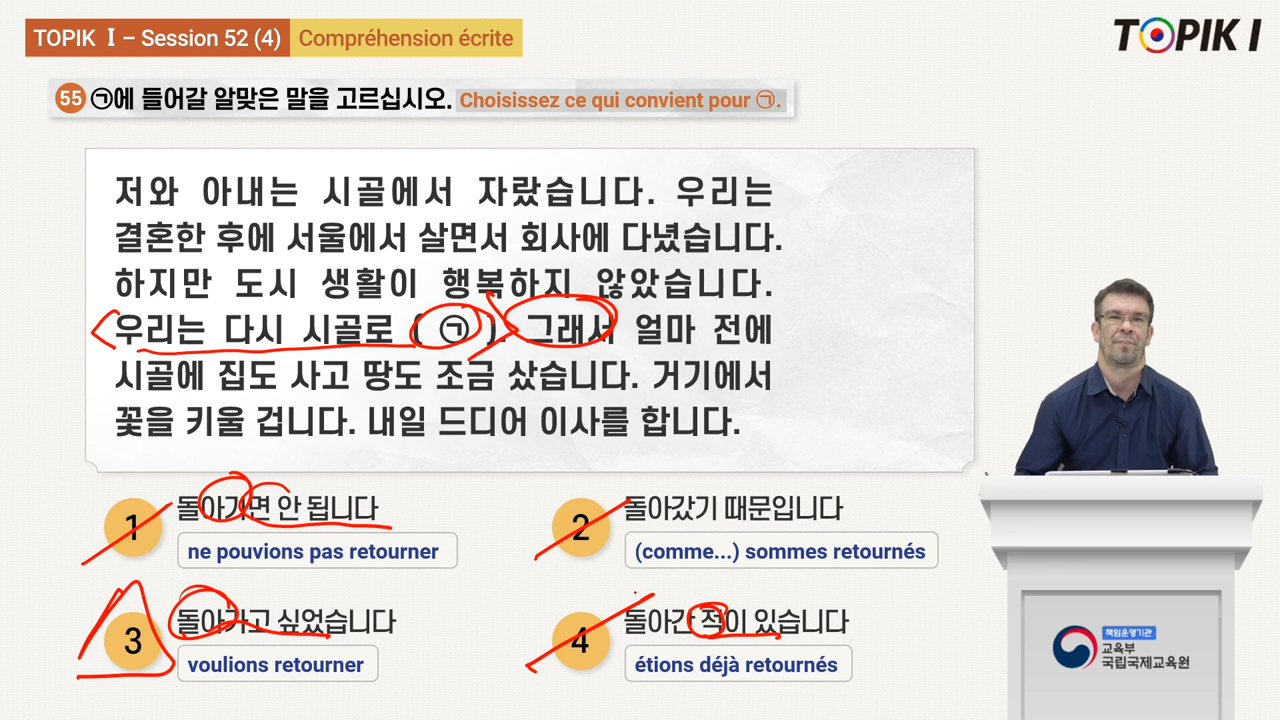 TOPIK Ⅰ – Session 52 (4) Compréhension écrite
TOPIK I
55 ㉠에 들어갈 알맞은 말을 고르십시오. Choisissez ce qui convient pour ㉠.
저와 아내는 시골에서 자랐습니다. 우리는
결혼한 후에 서울에서 살면서 회사에 다녔습니다.
하지만 도시 생활이 행복하지 않았습니다.
우리는 다시 시골로 ( ㉠ ). 그래서 얼마 전에
시골에 집도 사고 땅도 조금 샀습니다. 거기에서
꽃을 키울 겁니다. 내일 드디어 이사를 합니다.
1 돌아가면 안 됩니다
ne pouvions pas retourner
2 돌아갔기 때문입니다
(comme...) sommes retournés
3 돌아가고 싶었습니다
voulions retourner
4 돌아간 적이 있습니다
étions déjà retournés
책임운영기관
교육부
국립국제교육원